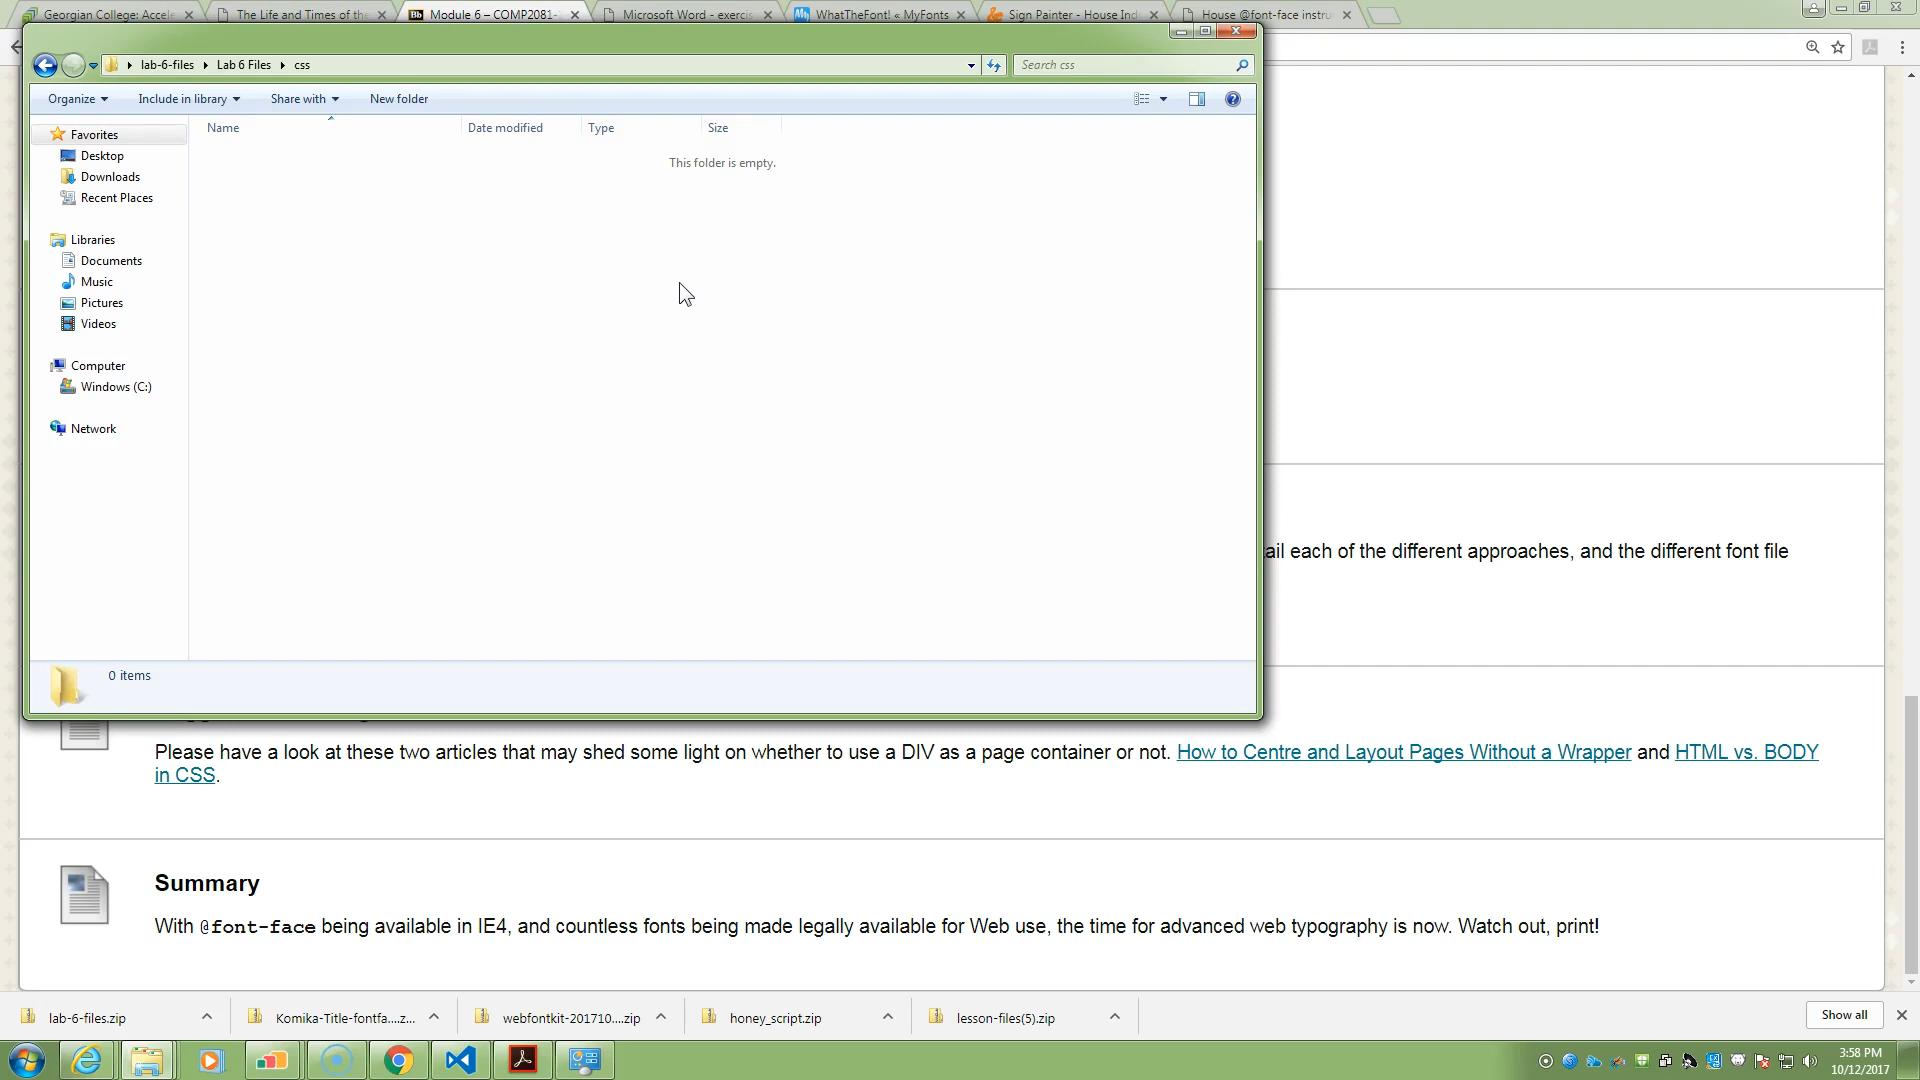 Georgian College: Accele
The Life and Times of the
Bb Module 6 – COMP2081-
Microsoft Word - exercis
WhatTheFont! « MyFonts
Sign Painter - House Ind
House @font-face instru
lab-6-files Lab 6 Files css
Search css
Organize Include in library Share with New folder
Name Date modified Type Size
This folder is empty.
Favorites
Desktop
Downloads
Recent Places
Libraries
Documents
Music
Pictures
Videos
Computer
Windows (C:)
Network
0 items
ail each of the different approaches, and the different font file
Please have a look at these two articles that may shed some light on whether to use a DIV as a page container or not. How to Centre and Layout Pages Without a Wrapper and HTML vs. BODY
in CSS.
Summary
With @font-face being available in IE4, and countless fonts being made legally available for Web use, the time for advanced web typography is now. Watch out, print!
lab-6-files.zip
Komika-Title-fontfa....z...
webfontkit-201710....zip
honey_script.zip
lesson-files(5).zip
Show all
3:58 PM
10/12/2017